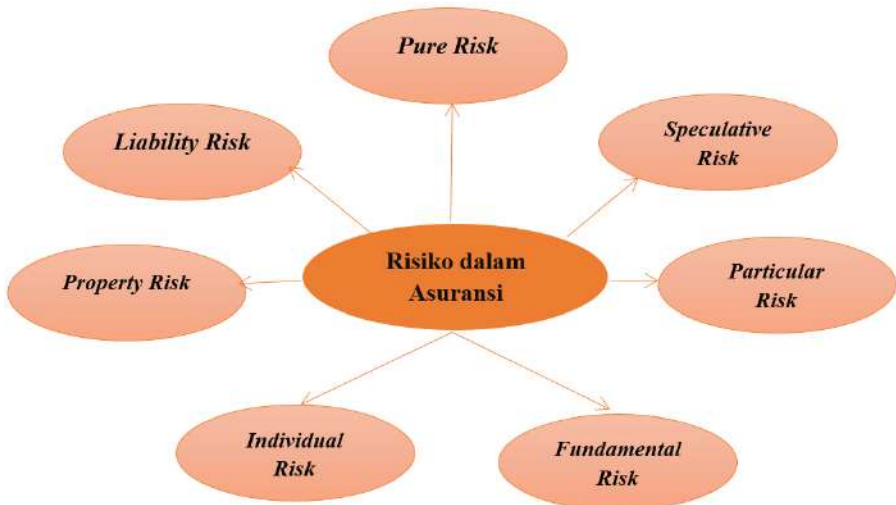 Pure Risk
Liability Risk
Speculative
Risk
Property Risk
Risiko dalam
Asuransi
Particular
Risk
Individual
Risk
Fundamental
Risk